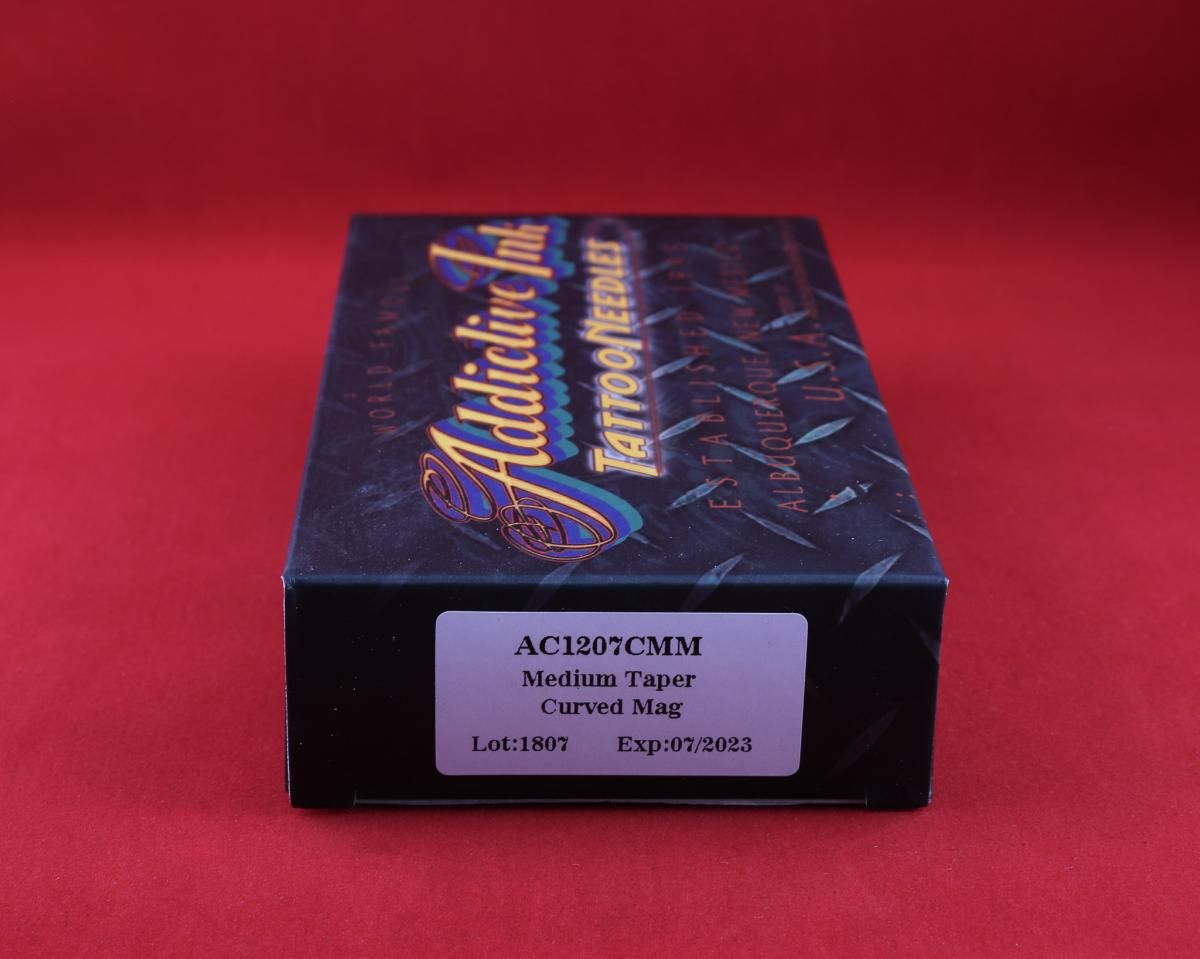 WORLD FAMOUS
Addictive Ink
TATTOO NEEDLES
ESTABLISHED
ALBUQUERQUE, NEW MEXICO
U.S.A.
AC1207CMM
Medium Taper
Curved Mag
Lot:1807 Exp:07/2023